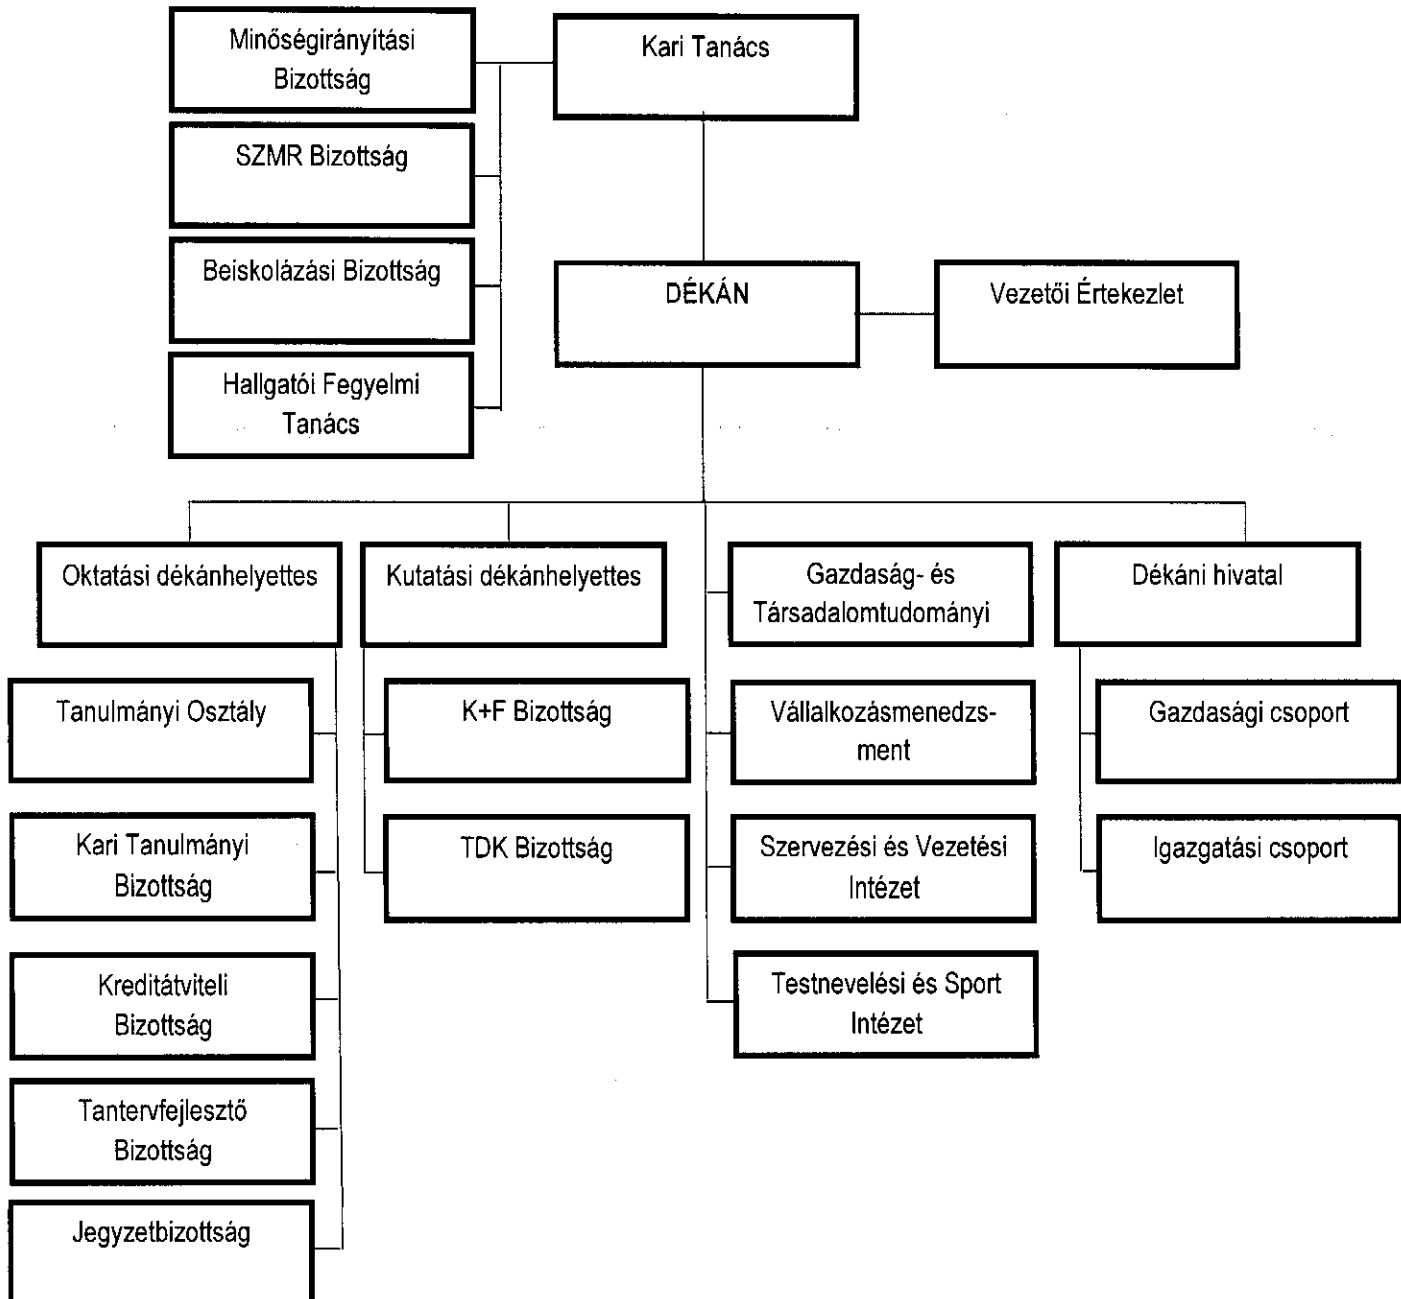 Minőségirányítási
Bizottság
Kari Tanács
SZMR Bizottság
Beiskolázási Bizottság
DÉKÁN
Vezetői Értekezlet
Hallgatói Fegyelmi
Tanács
Oktatási dékánhelyettes
Kutatási dékánhelyettes
Gazdaság- és
Társadalomtudományi
Dékáni hivatal
Tanulmányi Osztály
K+F Bizottság
Vállalkozásmenedzs-
ment
Gazdasági csoport
Kari Tanulmányi
Bizottság
TDK Bizottság
Szervezési és Vezetési
Intézet
Igazgatási csoport
Kreditátviteli
Bizottság
Testnevelési és Sport
Intézet
Tantervfejlesztő
Bizottság
Jegyzetbizottság